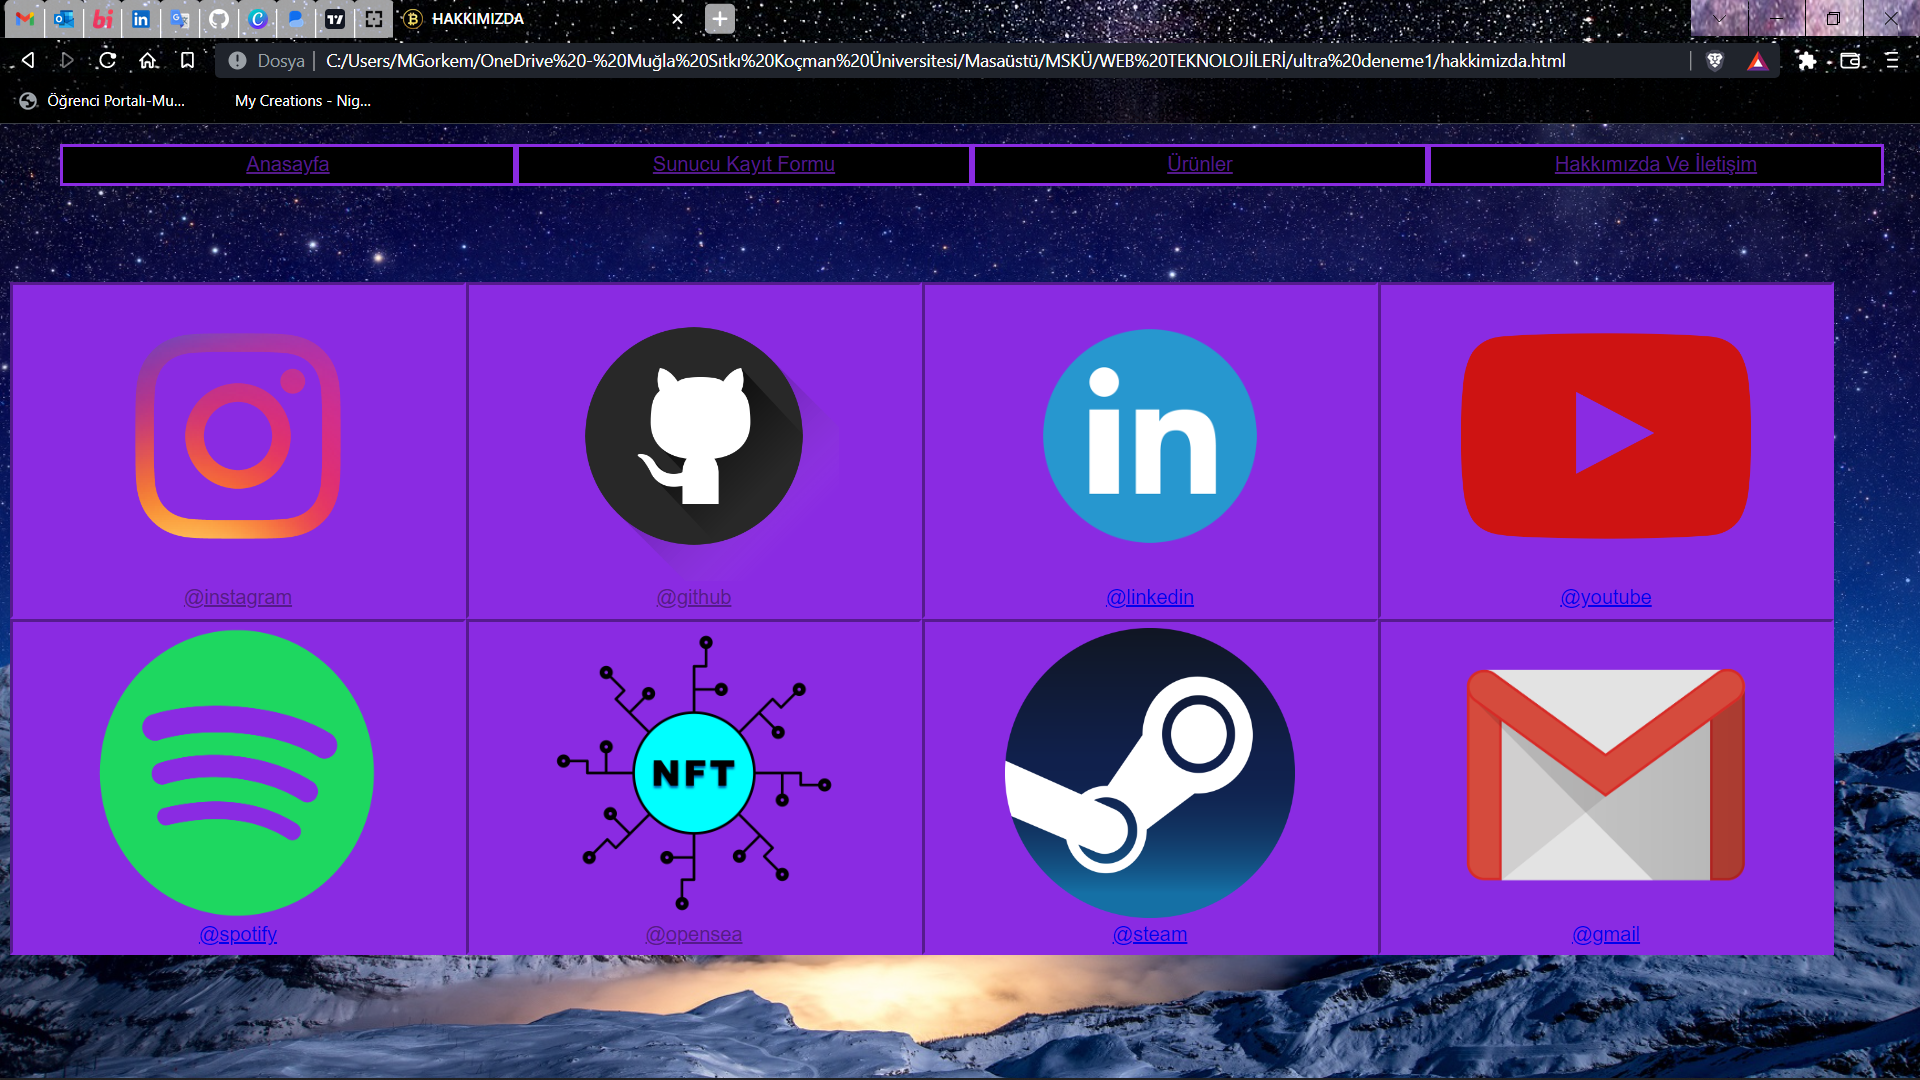 HAKKIMIZDA
Dosya C:/Users/MGorkem/OneDrive%20-%20Muğla%20Sıtkı%20Koçman%20Üniversitesi/Masaüstü/MSKÜ/WEB%20TEKNOLOJİLERİ/ultra%20deneme1/hakkimizda.html
Öğrenci Portalı-Mu... My Creations - Nig...
Anasayfa Sunucu Kayıt Formu Ürünler Hakkımızda Ve İletişim
in
@instagram @github @linkedin @youtube
NFT
@spotify @opensea @steam @gmail